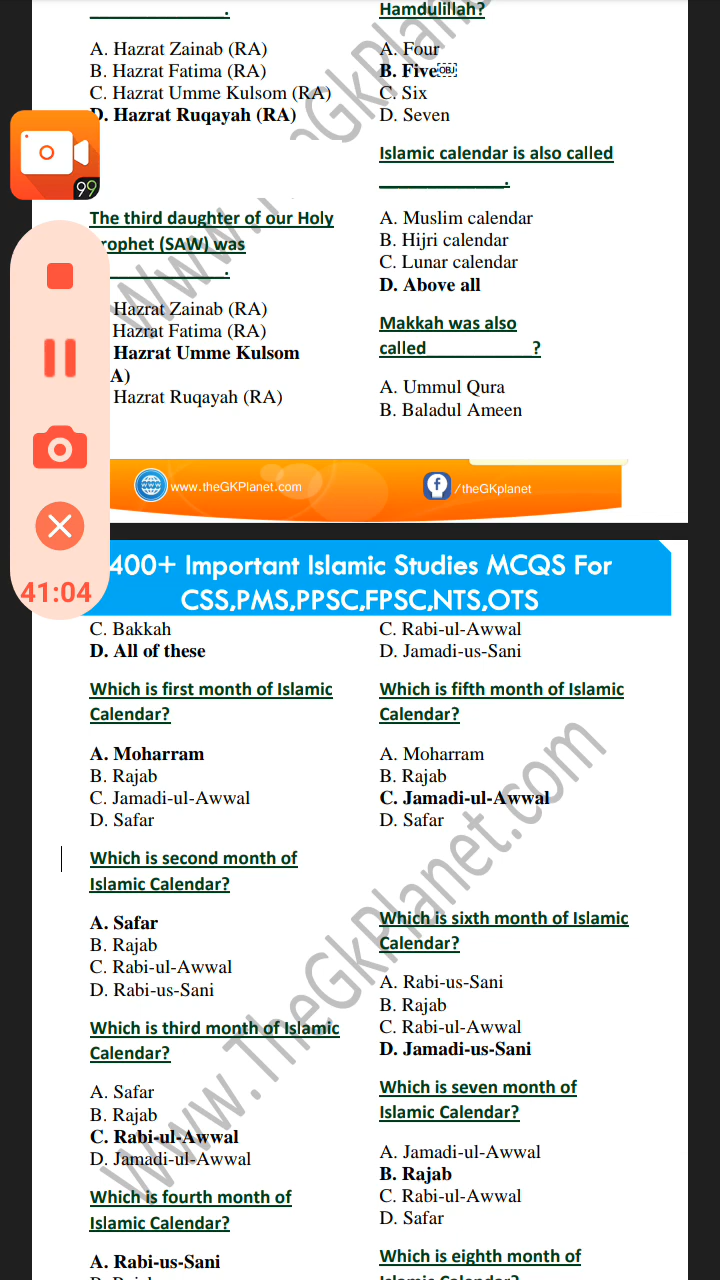 ____________.
A. Hazrat Zainab (RA)
B. Hazrat Fatima (RA)
C. Hazrat Umme Kulsom (RA)
D. Hazrat Ruqayah (RA)
The third daughter of our Holy
rophet (SAW) was
____________.
Hazrat Zainab (RA)
Hazrat Fatima (RA)
Hazrat Umme Kulsom
A)
Hazrat Ruqayah (RA)
Hamdulillah?
A. Four
B. Five OBJ
C. Six
D. Seven
Islamic calendar is also called
____________.
A. Muslim calendar
B. Hijri calendar
C. Lunar calendar
D. Above all
Makkah was also
called__________?
A. Ummul Qura
B. Baladul Ameen
99
41:04
www.theGKPlanet.com
/theGKplanet
400+ Important Islamic Studies MCQS For
CSS,PMS,PPSC,FPSC,NTS,OTS
C. Bakkah
D. All of these
Which is first month of Islamic
Calendar?
A. Moharram
B. Rajab
C. Jamadi-ul-Awwal
D. Safar
Which is second month of
Islamic Calendar?
A. Safar
B. Rajab
C. Rabi-ul-Awwal
D. Rabi-us-Sani
Which is third month of Islamic
Calendar?
A. Safar
B. Rajab
C. Rabi-ul-Awwal
D. Jamadi-ul-Awwal
Which is fourth month of
Islamic Calendar?
A. Rabi-us-Sani
C. Rabi-ul-Awwal
D. Jamadi-us-Sani
Which is fifth month of Islamic
Calendar?
A. Moharram
B. Rajab
C. Jamadi-ul-Awwal
D. Safar
Which is sixth month of Islamic
Calendar?
A. Rabi-us-Sani
B. Rajab
C. Rabi-ul-Awwal
D. Jamadi-us-Sani
Which is seven month of
Islamic Calendar?
A. Jamadi-ul-Awwal
B. Rajab
C. Rabi-ul-Awwal
D. Safar
Which is eighth month of
www.TheGkPlanet.com